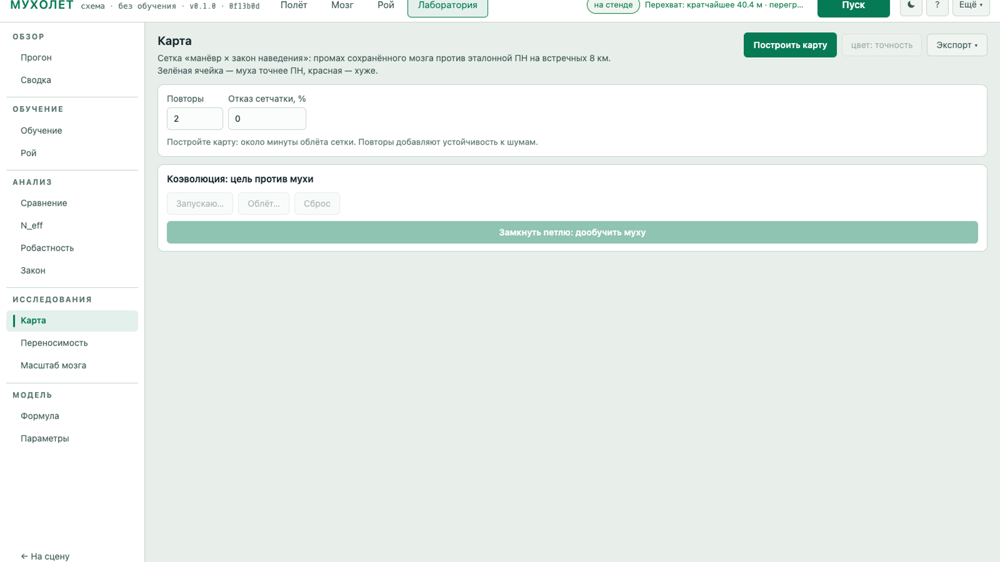 МУХОЛЁТ схема · без обучения · v0.1.0 · 0f13b0d Полёт Мозг Рой Лаборатория на стенде Перехват: кратчайшее 40.4 м · перегр... Пуск ? Ещё ▾
ОБЗОР
Прогон
Сводка
ОБУЧЕНИЕ
Обучение
Рой
АНАЛИЗ
Сравнение
N_eff
Робастность
Закон
ИССЛЕДОВАНИЯ
Карта
Переносимость
Масштаб мозга
МОДЕЛЬ
Формула
Параметры
← На сцену
Карта
Сетка «манёвр × закон наведения»: промах сохранённого мозга против эталонной ПН на встречных 8 км.
Зелёная ячейка — муха точнее ПН, красная — хуже.
Построить карту цвет: точность Экспорт ▾
Повторы Отказ сетчатки, %
2 0
Постройте карту: около минуты облёта сетки. Повторы добавляют устойчивость к шумам.
Коэволюция: цель против мухи
Запускаю... Облёт... Сброс
Замкнуть петлю: дообучить муху